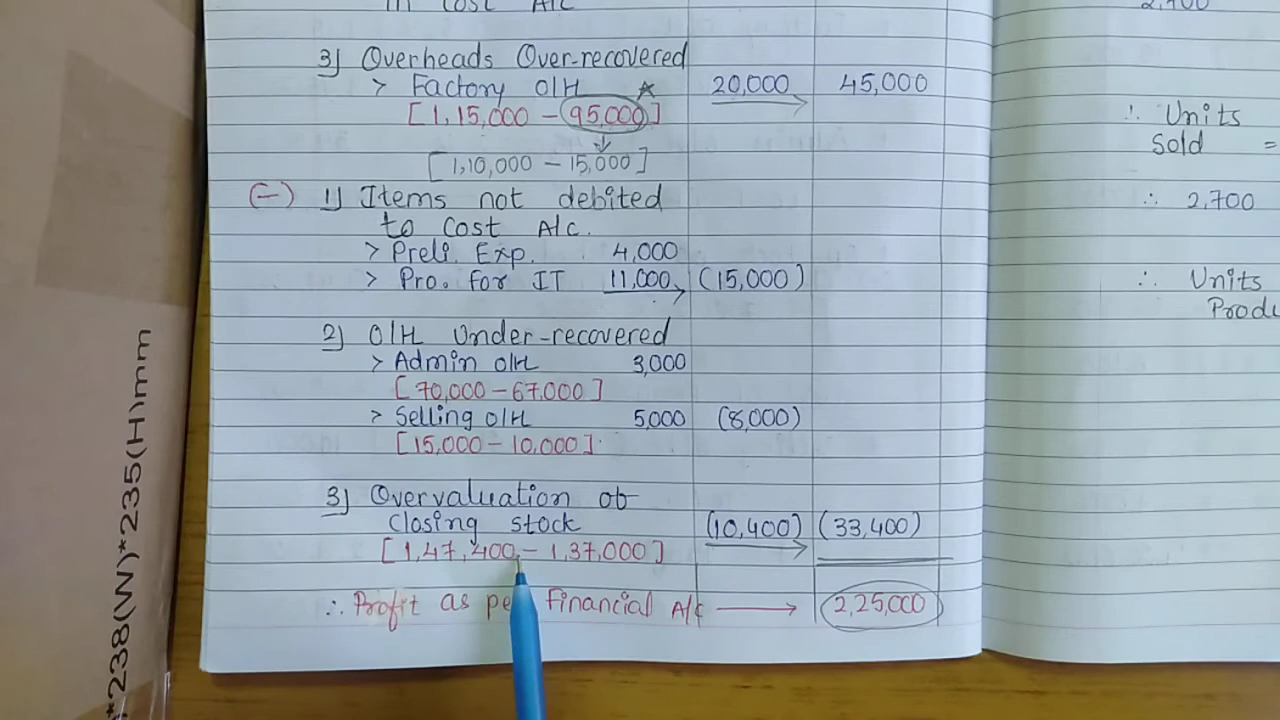 in Cost A/c
3) Overheads Over-recovered
> Factory O/H 20,000 45,000
[1,15,000 - 95,000]
[1,10,000 - 15,000]
(-) 1) Items not debited
to Cost A/c.
> Preli. Exp. 4,000
> Pro. for IT 11,000 (15,000)
2) O/H Under-recovered
> Admin O/H 3,000
[70,000 - 67,000]
> Selling O/H 5,000 (8,000)
[15,000 - 10,000]
3) Overvaluation of
Closing stock (10,400) (33,400)
[1,47,400 - 1,37,000]
∴ Profit as per Financial A/c → 2,25,000
2,700
∴ Units
Sold =
∴ 2,700
∴ Units
Produ
*238(W)*235(H)mm